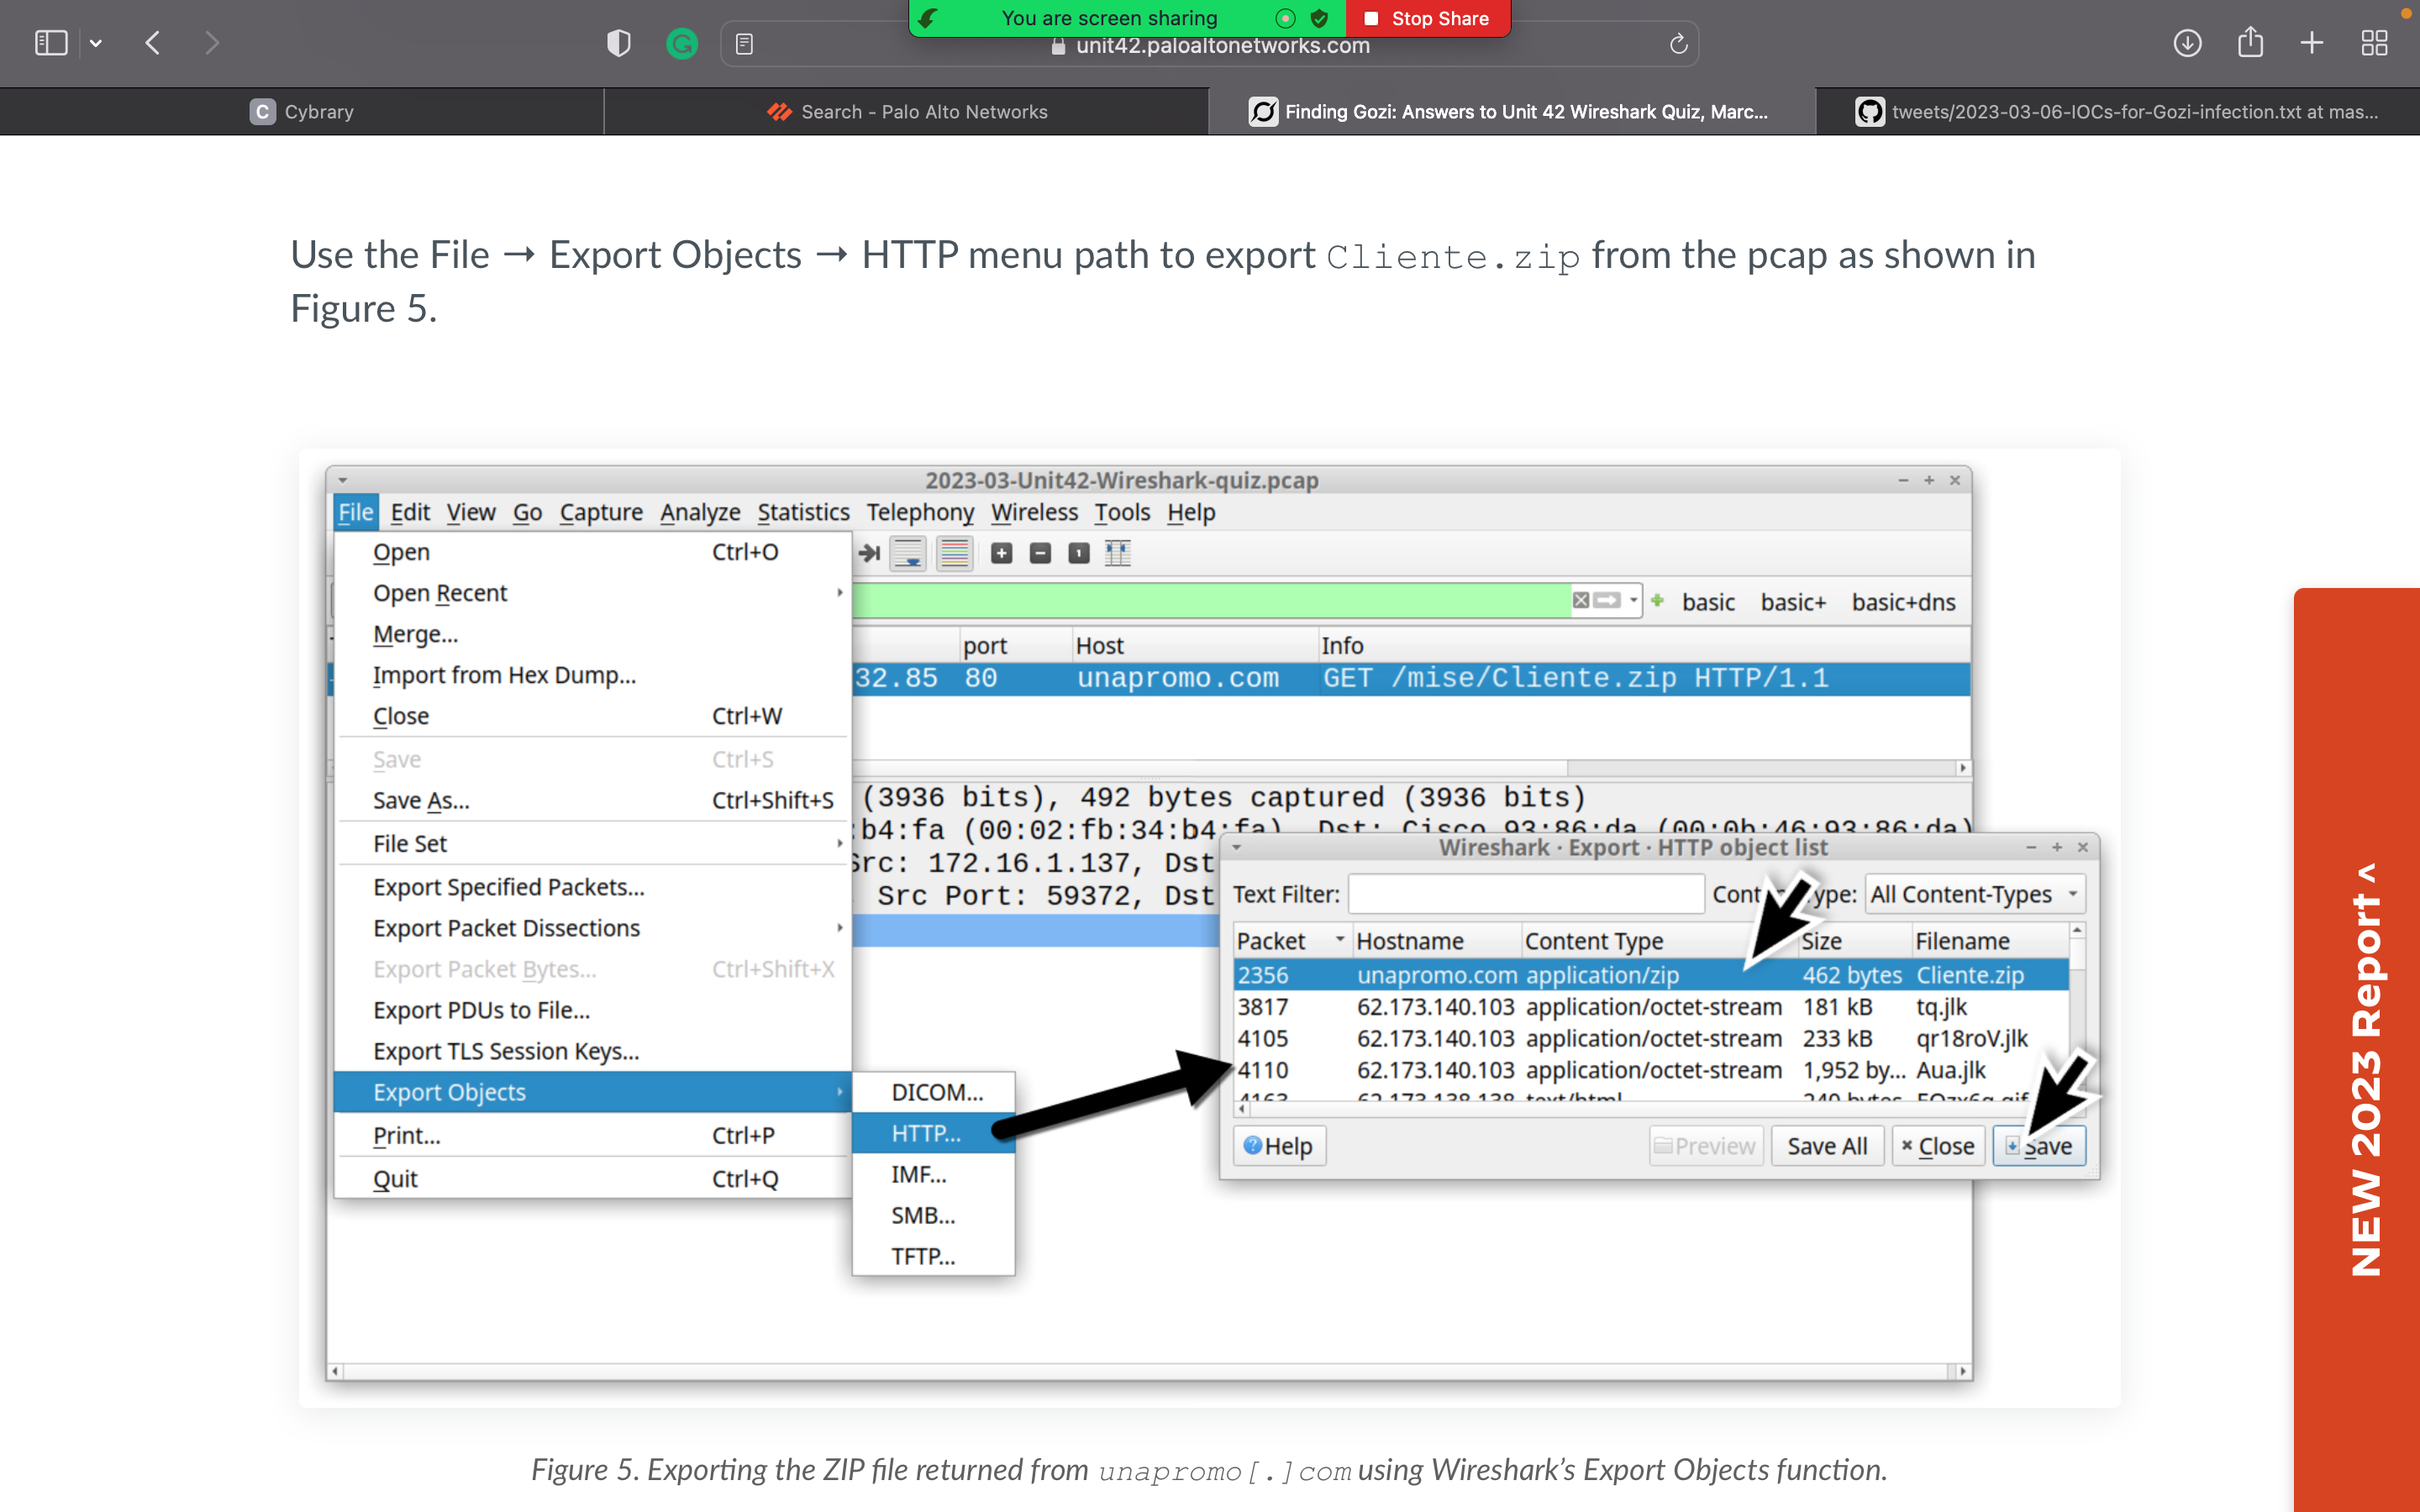 You are screen sharing
Stop Share
unit42.paloaltonetworks.com
C Cybrary
Search - Palo Alto Networks
Finding Gozi: Answers to Unit 42 Wireshark Quiz, Marc...
tweets/2023-03-06-IOCs-for-Gozi-infection.txt at mas...
Use the File → Export Objects → HTTP menu path to export Cliente.zip from the pcap as shown in
Figure 5.
2023-03-Unit42-Wireshark-quiz.pcap
File Edit View Go Capture Analyze Statistics Telephony Wireless Tools Help
Open Ctrl+O
Open Recent
Merge...
Import from Hex Dump...
Close Ctrl+W
Save Ctrl+S
Save As... Ctrl+Shift+S
File Set
Export Specified Packets...
Export Packet Dissections
Export Packet Bytes... Ctrl+Shift+X
Export PDUs to File...
Export TLS Session Keys...
Export Objects
Print... Ctrl+P
Quit Ctrl+Q
DICOM...
HTTP...
IMF...
SMB...
TFTP...
basic basic+ basic+dns
port Host Info
32.85 80 unapromo.com GET /mise/Cliente.zip HTTP/1.1
(3936 bits), 492 bytes captured (3936 bits)
:b4:fa (00:02:fb:34:b4:fa), Dst: Cisco_93:86:da (00:0b:46:93:86:da)
Src: 172.16.1.137, Dst
Src Port: 59372, Dst
Wireshark · Export · HTTP object list
Text Filter: All Content-Types
Packet Hostname Content Type Size Filename
2356 unapromo.com application/zip 462 bytes Cliente.zip
3817 62.173.140.103 application/octet-stream 181 kB tq.jlk
4105 62.173.140.103 application/octet-stream 233 kB qr18roV.jlk
4110 62.173.140.103 application/octet-stream 1,952 by... Aua.jlk
4163 62.173.138.138 text/html 240 bytes
Help Preview Save All Close Save
Figure 5. Exporting the ZIP file returned from unapromo[.]com using Wireshark’s Export Objects function.
NEW 2023 Report ^